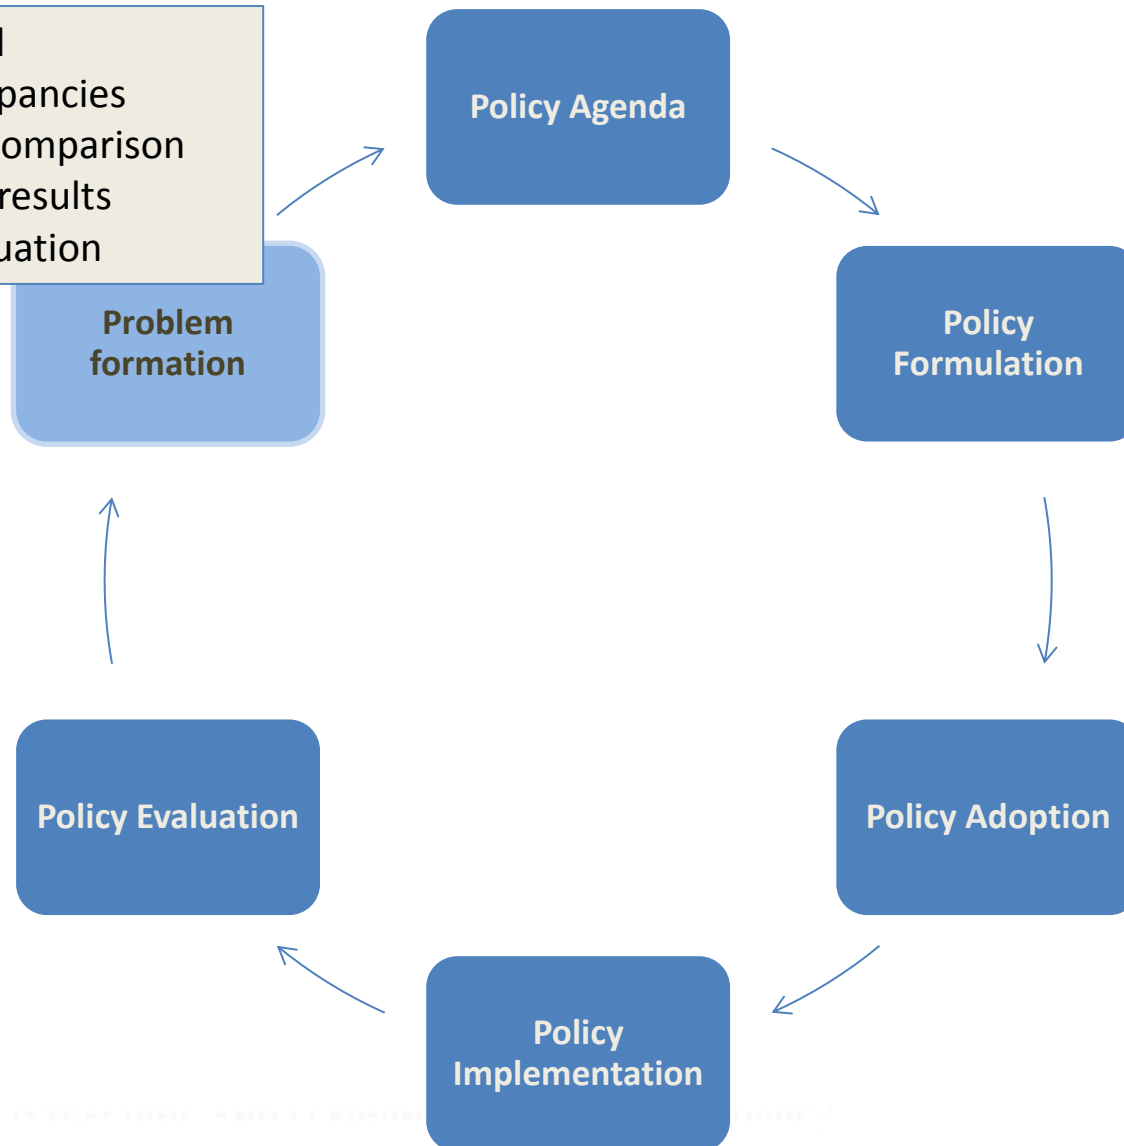 pancies
omparison
results
uation
Policy Agenda
Problem
formation
Policy
Formulation
Policy Evaluation
Policy Adoption
Policy
Implementation